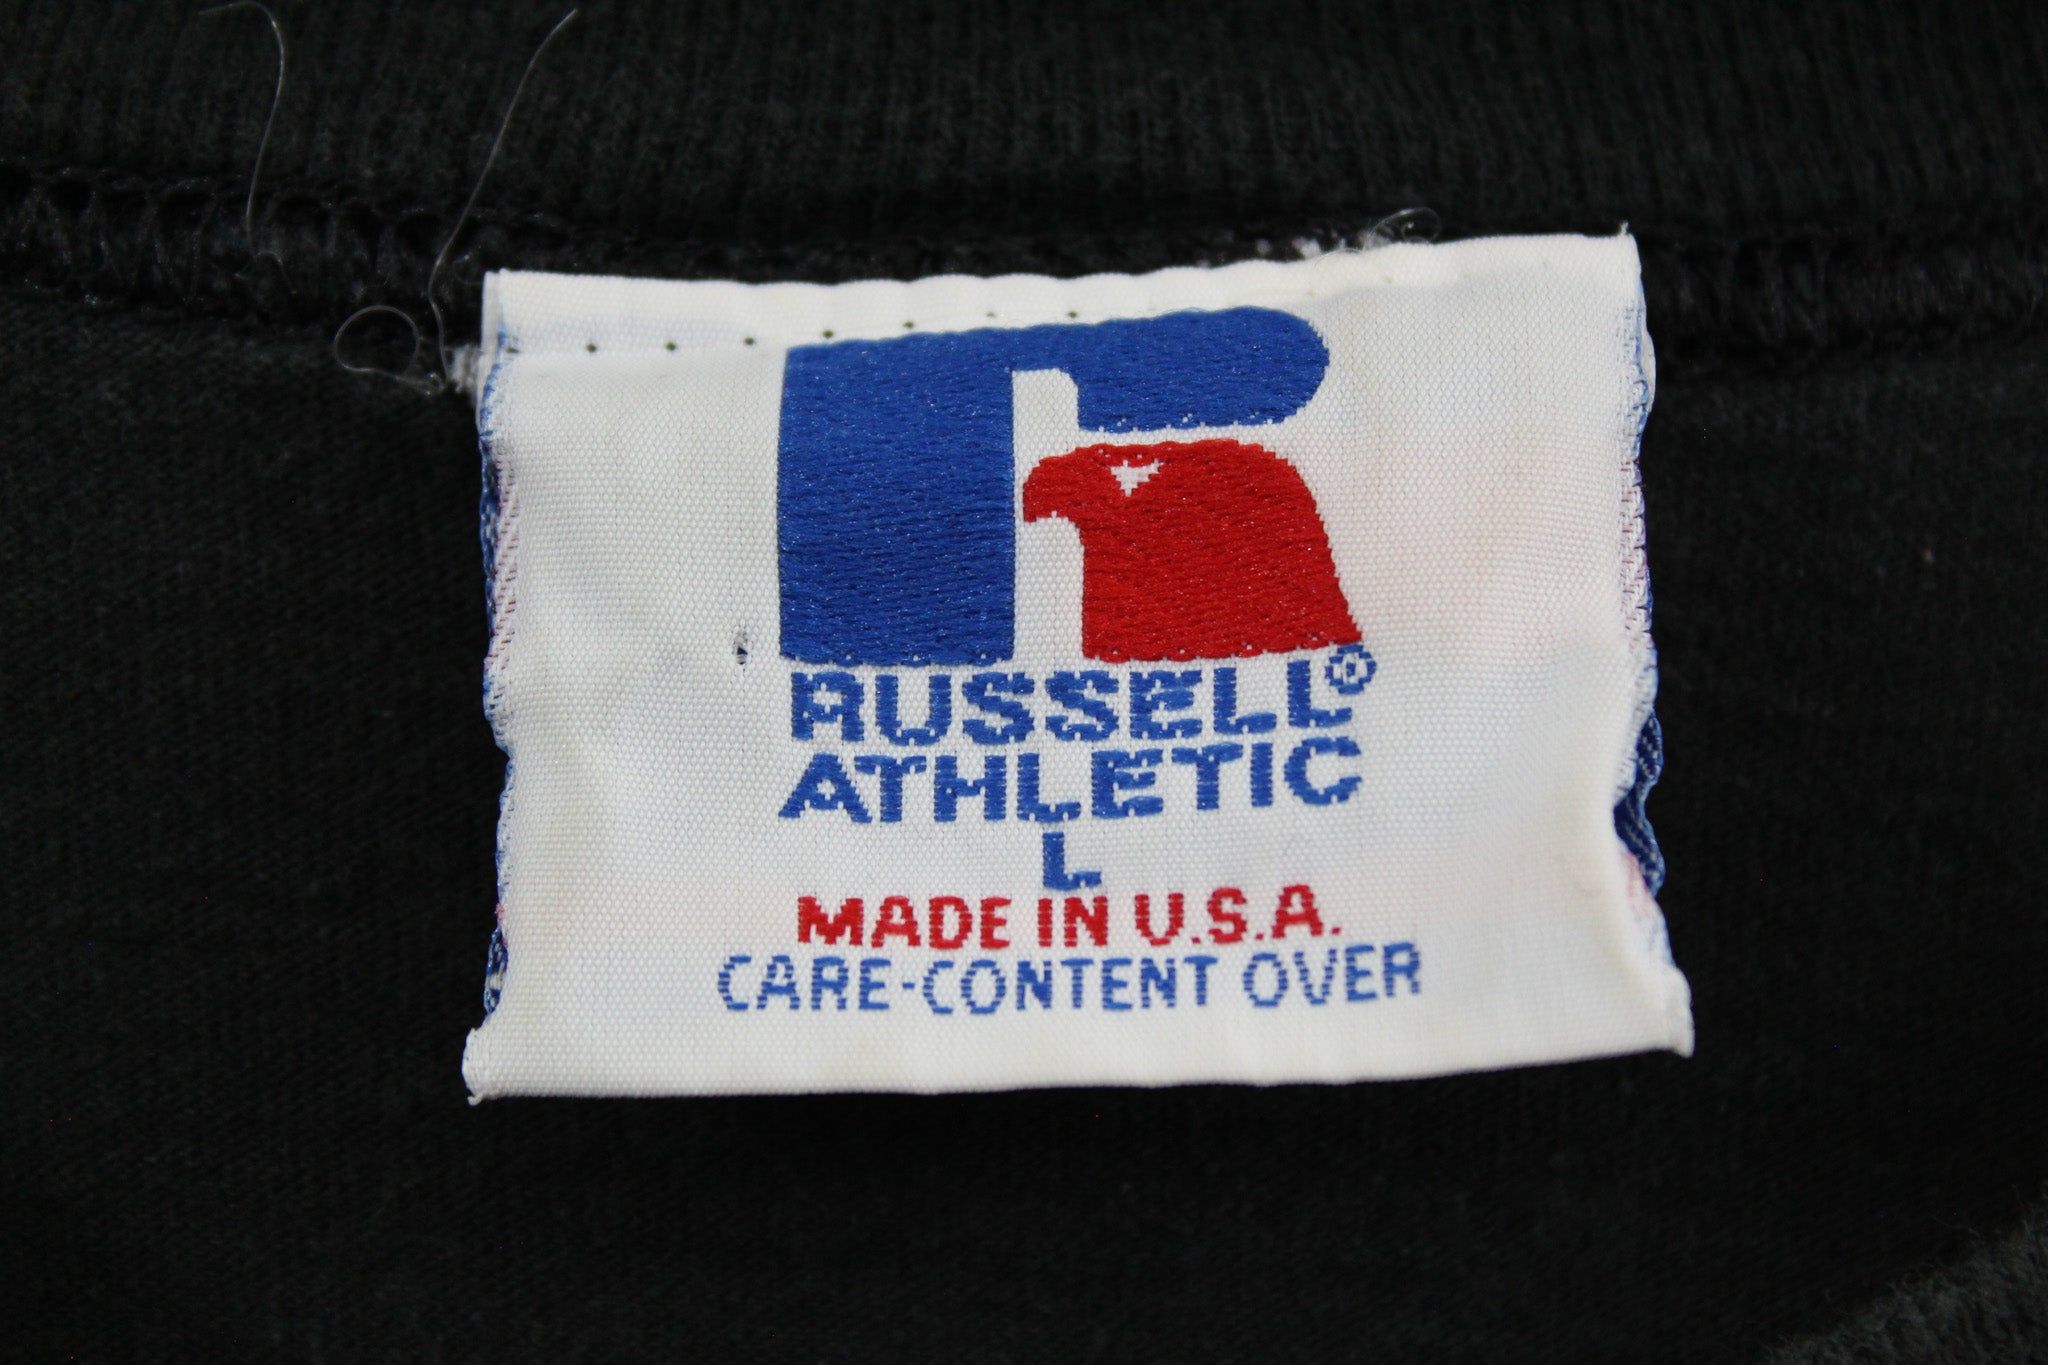 RUSSELL®
ATHLETIC
L
MADE IN U.S.A.
CARE-CONTENT OVER